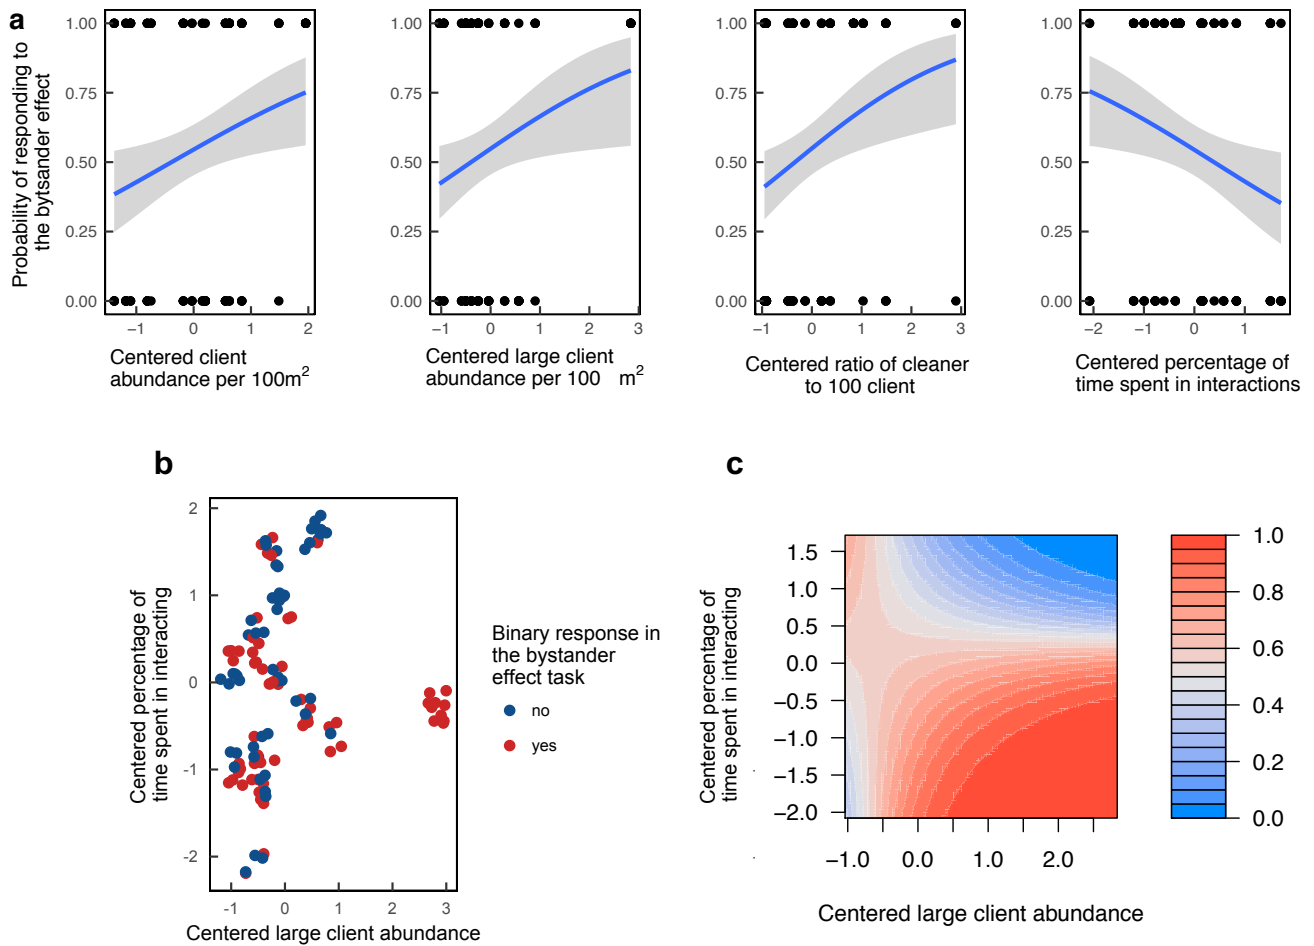 a
Probability of responding to
the bytsander effect
1.00
0.75
0.50
0.25
0.00
−1
0
1
2
Centered client
abundance per 100m²
1.00
0.75
0.50
0.25
0.00
−1
0
1
2
3
Centered large client
abundance per 100 m²
1.00
0.75
0.50
0.25
0.00
−1
0
1
2
3
Centered ratio of cleaner
to 100 client
1.00
0.75
0.50
0.25
0.00
−2
−1
0
1
Centered percentage of
time spent in interactions
b
Centered percentage of
time spent in interacting
2
1
0
-1
-2
-1
0
1
2
3
Centered large client abundance
Binary response in
the bystander
effect task
no
yes
c
Centered percentage of
time spent in interacting
1.5
1.0
0.5
0.0
−0.5
−1.0
−1.5
−2.0
−1.0
0.0
1.0
2.0
Centered large client abundance
1.0
0.8
0.6
0.4
0.2
0.0